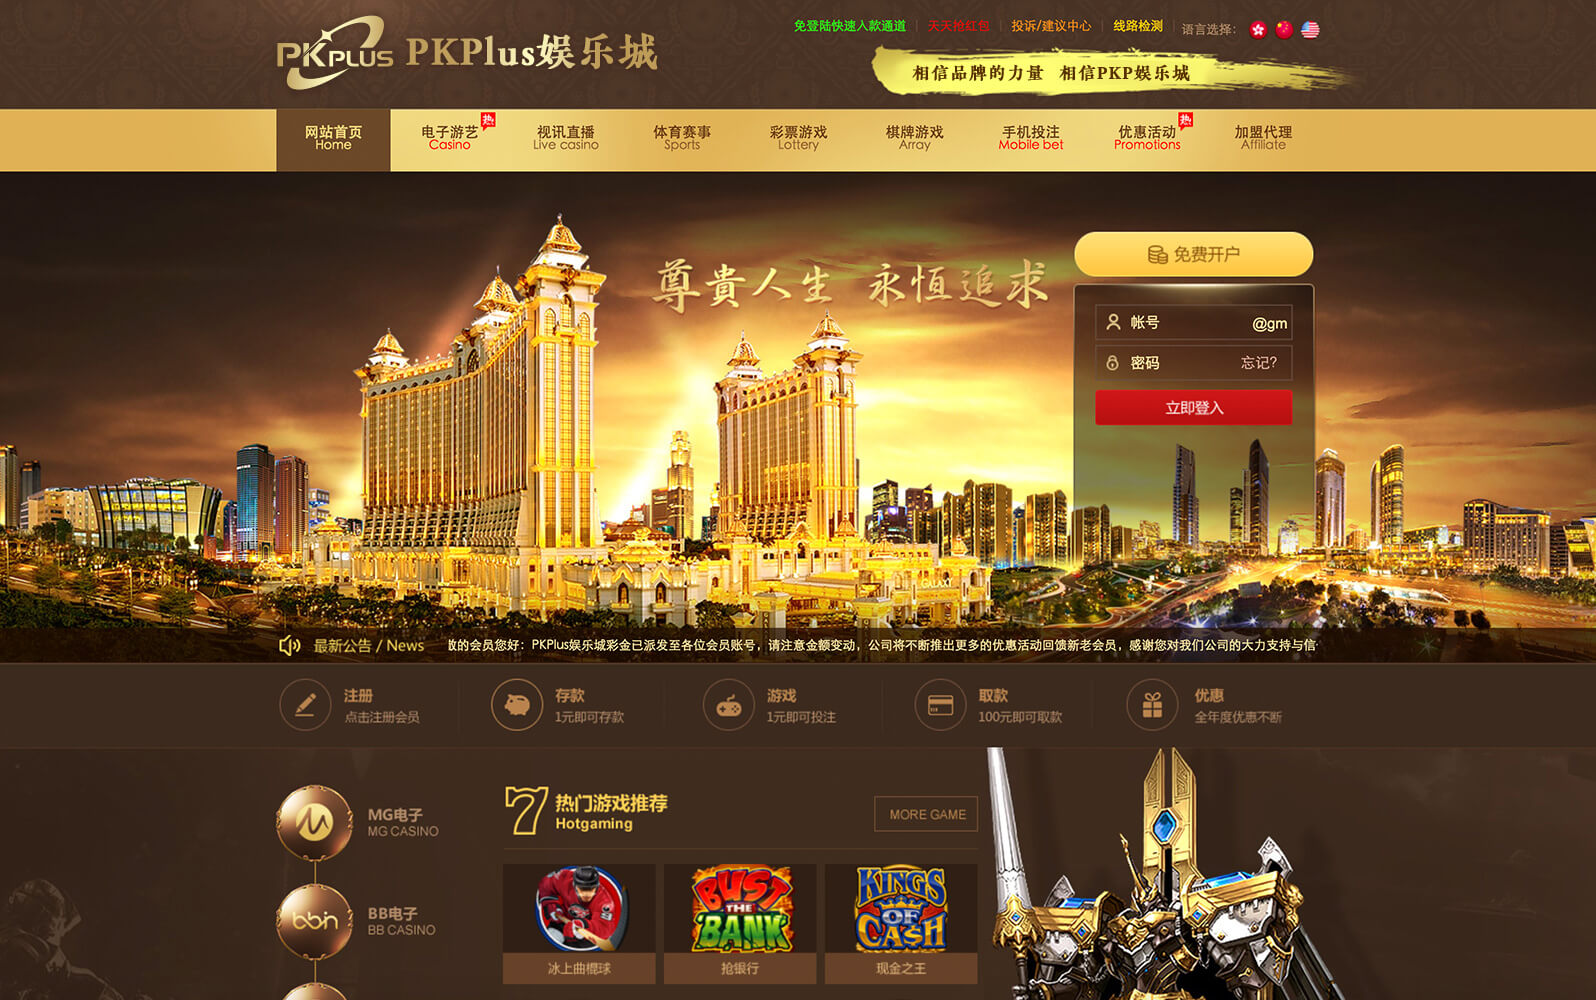 免登陆快速入款通道
天天抢红包
投诉/建议中心
线路检测
语言选择：
PKPLUS
PKPlus娱乐城
相信品牌的力量 相信PKP娱乐城
网站首页
Home
电子游艺
Casino
热
视讯直播
Live casino
体育赛事
Sports
彩票游戏
Lottery
棋牌游戏
Array
手机投注
Mobile bet
优惠活动
Promotions
热
加盟代理
Affiliate
尊貴人生 永恒追求
免费开户
帐号
@gm
密码
忘记?
立即登入
GALAXY
最新公告 / News
的会员您好：PKPlus娱乐城彩金已派发至各位会员账号，请注意金额变动，公司将不断推出更多的优惠活动回馈新老会员，感谢您对我们公司的大力支持与信
注册
点击注册会员
存款
1元即可存款
游戏
1元即可投注
取款
100元即可取款
优惠
全年度优惠不断
MG电子
MG CASINO
bbin
BB电子
BB CASINO
7
热门游戏推荐
Hotgaming
MORE GAME
冰上曲棍球
BUST THE BANK
抢银行
KINGS OF CASH
现金之王